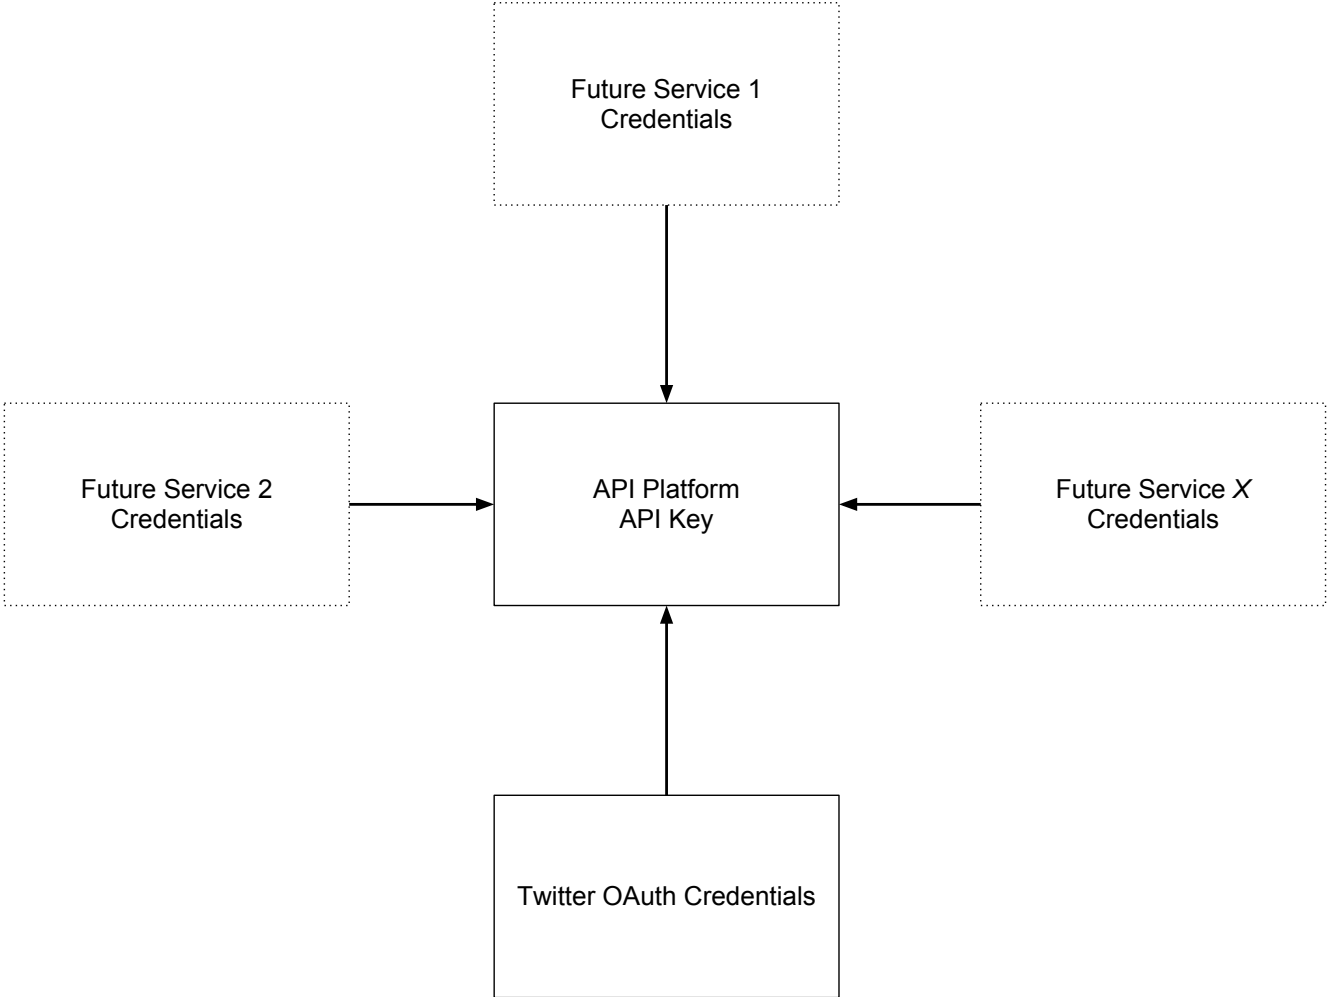 Future Service 1
Credentials
Future Service 2
Credentials
API Platform
API Key
Future Service X
Credentials
Twitter OAuth Credentials